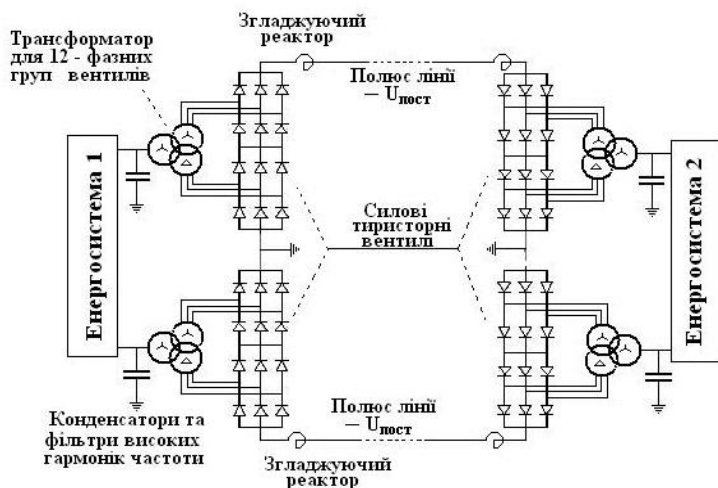 Згладжуючий
реактор
Трансформатор
для 12 - фазних
груп вентилів
Полюс лінії
– Uпост
Енергосистема 1
Силові
тиристорні
вентилі
Енергосистема 2
Конденсатори та
фільтри високих
гармонік частоти
Полюс лінії
– Uпост
Згладжуючий
реактор